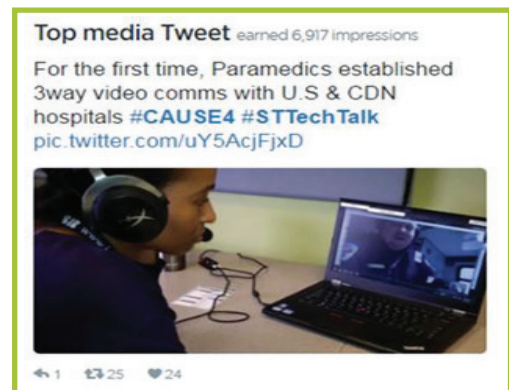 Top media Tweet earned 6,917 impressions
For the first time, Paramedics established
3way video comms with U.S & CDN
hospitals #CAUSE4 #STTechTalk
pic.twitter.com/uY5AcjFjxD
1 25 24